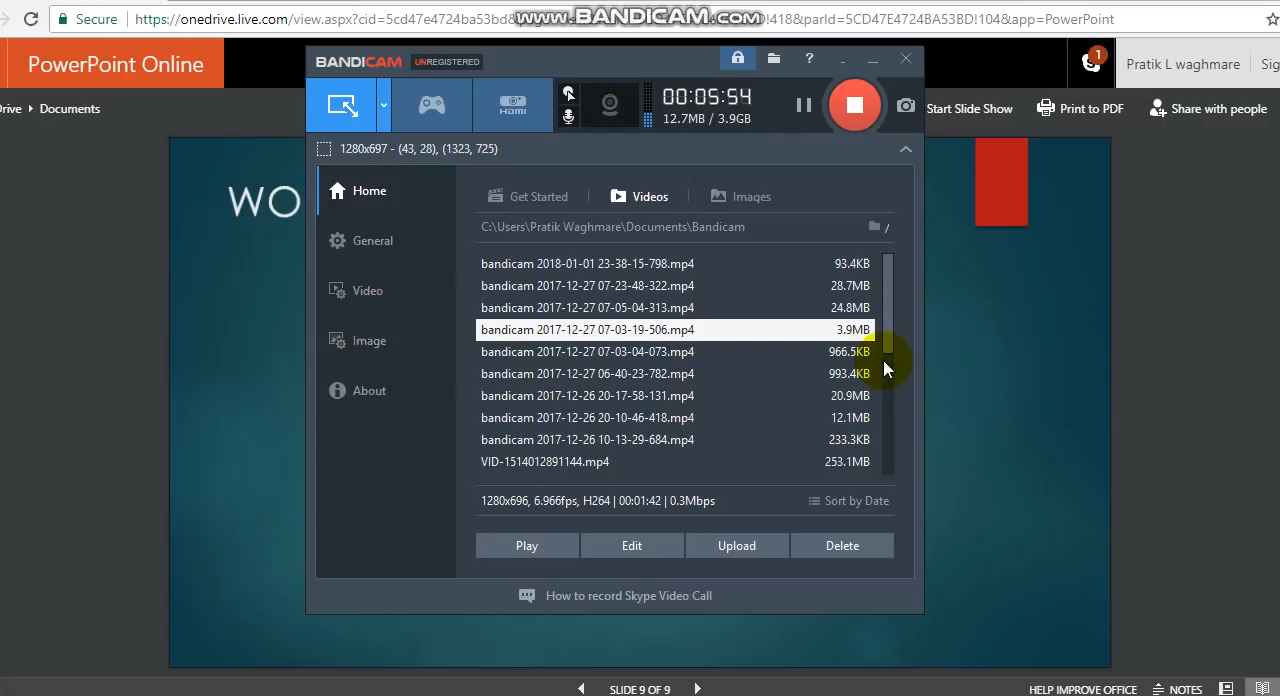 www.BANDICAM.com
Secure https://onedrive.live.com/view.aspx?cid=5cd47e4724ba53bd& !418&parId=5CD47E4724BA53BD!104&app=PowerPoint
PowerPoint Online
BANDICAM UNREGISTERED
?
1
Pratik L waghmare
Sig
00:05:54
12.7MB / 3.9GB
HDMI
Drive Documents
Start Slide Show
Print to PDF
Share with people
1280x697 - (43, 28), (1323, 725)
WO
Home
General
Video
Image
About
Get Started
Videos
Images
C:\Users\Pratik Waghmare\Documents\Bandicam
/
bandicam 2018-01-01 23-38-15-798.mp4 93.4KB
bandicam 2017-12-27 07-23-48-322.mp4 28.7MB
bandicam 2017-12-27 07-05-04-313.mp4 24.8MB
bandicam 2017-12-27 07-03-19-506.mp4 3.9MB
bandicam 2017-12-27 07-03-04-073.mp4 966.5KB
bandicam 2017-12-27 06-40-23-782.mp4 993.4KB
bandicam 2017-12-26 20-17-58-131.mp4 20.9MB
bandicam 2017-12-26 20-10-46-418.mp4 12.1MB
bandicam 2017-12-26 10-13-29-684.mp4 233.3KB
VID-1514012891144.mp4 253.1MB
1280x696, 6.966fps, H264 | 00:01:42 | 0.3Mbps
Sort by Date
Play
Edit
Upload
Delete
How to record Skype Video Call
SLIDE 9 OF 9
HELP IMPROVE OFFICE
NOTES